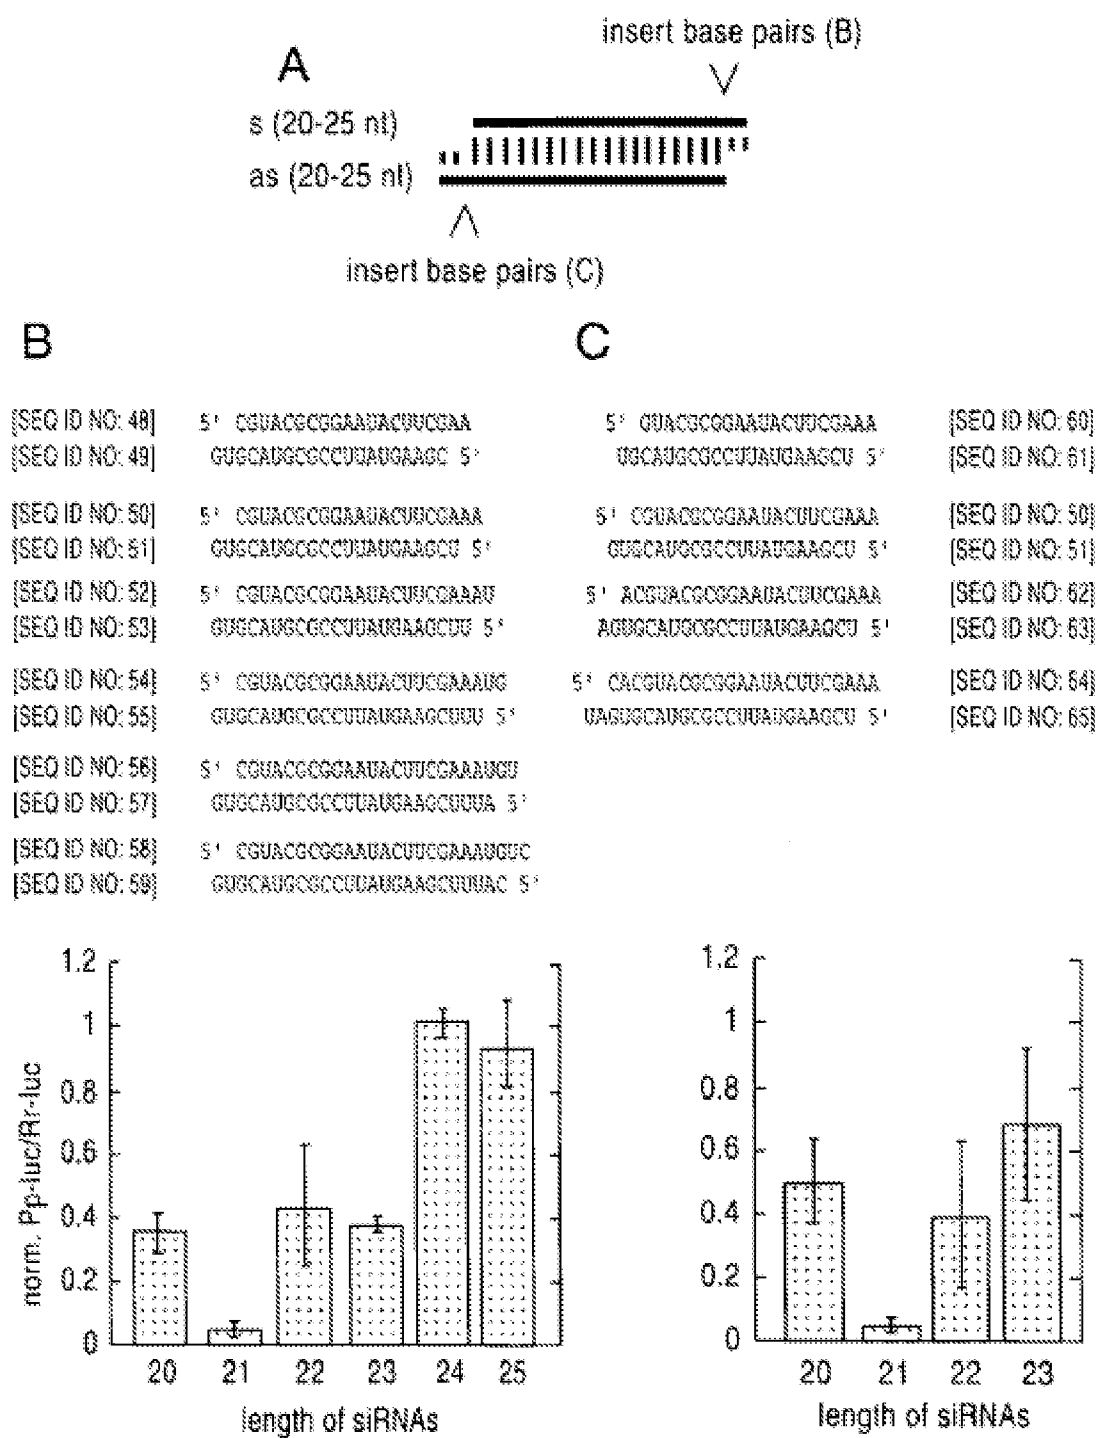 insert base pairs (B)
A
s (20-25 nt)
as (20-25 nt)
insert base pairs (C)
B
[SEQ ID NO: 48] 5' CGUACGCGGAAUACUUCGAA
[SEQ ID NO: 49] GUGCAUGCGCCUUAUGAAGC 5'
[SEQ ID NO: 50] 5' CGUACGCGGAAUACUUCGAAA
[SEQ ID NO: 51] GUGCAUGCGCCUUAUGAAGCU 5'
[SEQ ID NO: 52] 5' CGUACGCGGAAUACUUCGAAAU
[SEQ ID NO: 53] GUGCAUGCGCCUUAUGAAGCUU 5'
[SEQ ID NO: 54] 5' CGUACGCGGAAUACUUCGAAAUG
[SEQ ID NO: 55] GUGCAUGCGCCUUAUGAAGCUUU 5'
[SEQ ID NO: 56] 5' CGUACGCGGAAUACUUCGAAAUGU
[SEQ ID NO: 57] GUGCAUGCGCCUUAUGAAGCUUUA 5'
[SEQ ID NO: 58] 5' CGUACGCGGAAUACUUCGAAAUGUC
[SEQ ID NO: 59] GUGCAUGCGCCUUAUGAAGCUUUAC 5'
C
5' GUACGCGGAAUACUUCGAAA [SEQ ID NO: 60]
UGCAUGCGCCUUAUGAAGCU 5' [SEQ ID NO: 61]
5' CGUACGCGGAAUACUUCGAAA [SEQ ID NO: 50]
GUGCAUGCGCCUUAUGAAGCU 5' [SEQ ID NO: 51]
5' ACGUACGCGGAAUACUUCGAAA [SEQ ID NO: 62]
AGUGCAUGCGCCUUAUGAAGCU 5' [SEQ ID NO: 63]
5' CACGUACGCGGAAUACUUCGAAA [SEQ ID NO: 64]
UAGUGCAUGCGCCUUAUGAAGCU 5' [SEQ ID NO: 65]
norm. Pp-luc/Rr-luc
1.2
1
0.8
0.6
0.4
0.2
0
20 21 22 23 24 25
length of siRNAs
1.2
1
0.8
0.6
0.4
0.2
0
20 21 22 23
length of siRNAs